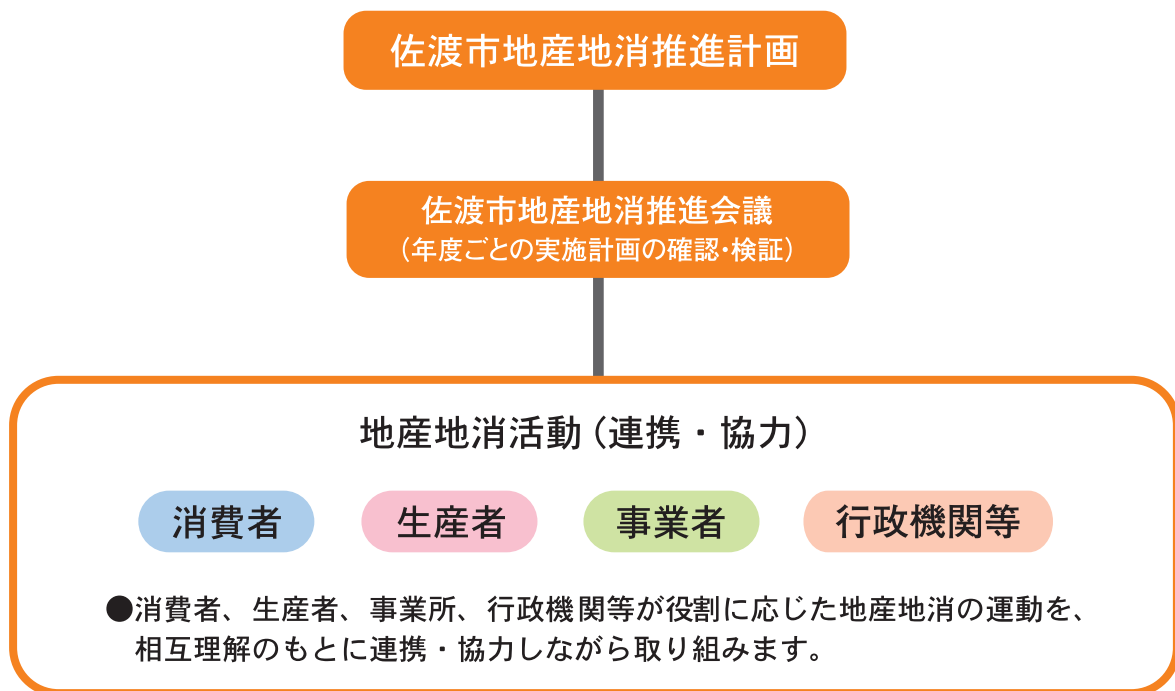 佐渡市地産地消推進計画
佐渡市地産地消推進会議
（年度ごとの実施計画の確認・検証）
地産地消活動（連携・協力）
消費者
生産者
事業者
行政機関等
●消費者、生産者、事業所、行政機関等が役割に応じた地産地消の運動を、
相互理解のもとに連携・協力しながら取り組みます。